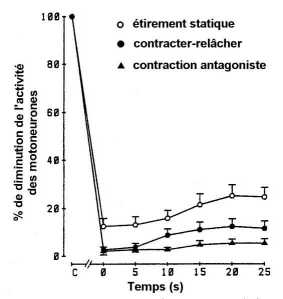 étirement statique
contracter-relâcher
contraction antagoniste
% de diminution de l'activité
des motoneurones
100
80
60
40
20
0
C 0 5 10 15 20 25
Temps (s)